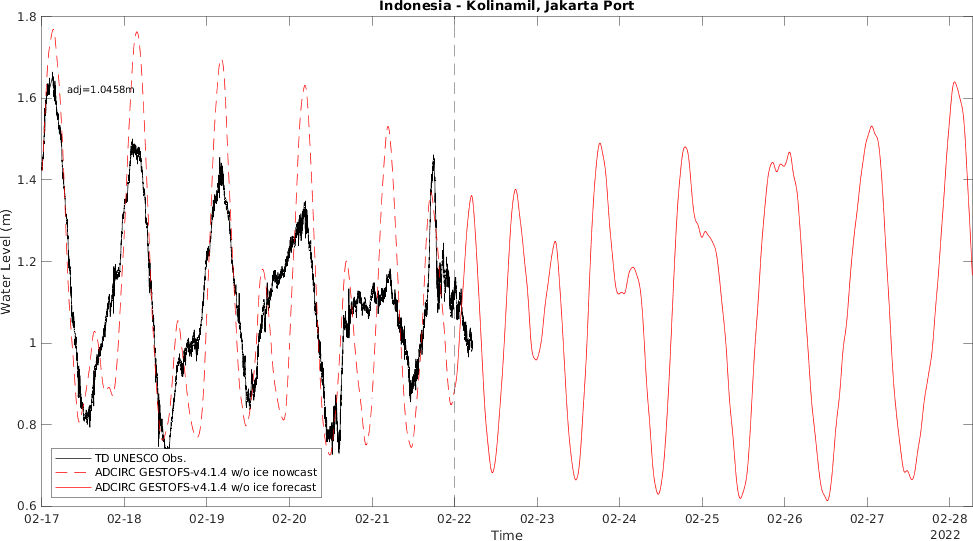 Indonesia - Kolinamil, Jakarta Port
1.8
1.6
1.4
1.2
1
0.8
0.6
Water Level (m)
adj=1.0458m
TD UNESCO Obs.
ADCIRC GESTOFS-v4.1.4 w/o ice nowcast
ADCIRC GESTOFS-v4.1.4 w/o ice forecast
02-17 02-18 02-19 02-20 02-21 02-22 02-23 02-24 02-25 02-26 02-27 02-28
2022
Time